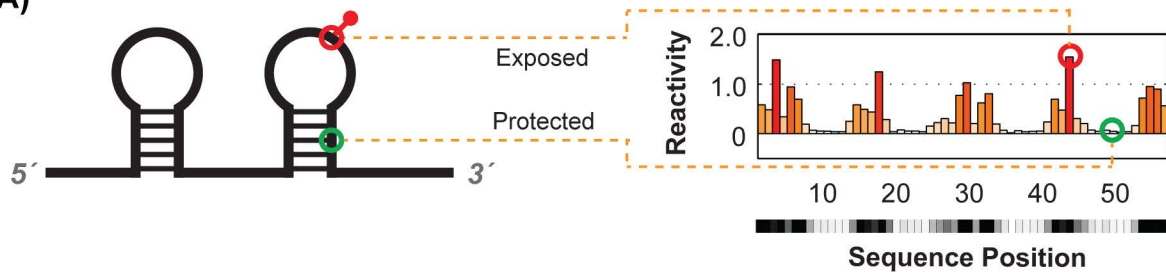 A)
5´
3´
Exposed
Protected
Reactivity
2.0
1.0
0
10 20 30 40 50
Sequence Position